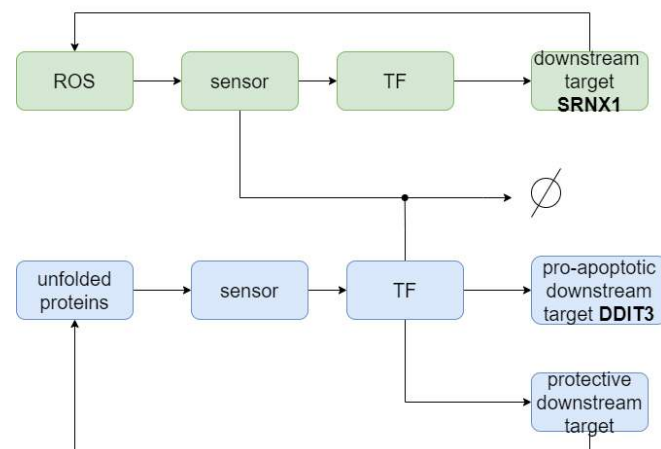 ROS
sensor
TF
downstream
target
SRNX1
unfolded
proteins
sensor
TF
pro-apoptotic
downstream
target DDIT3
protective
downstream
target